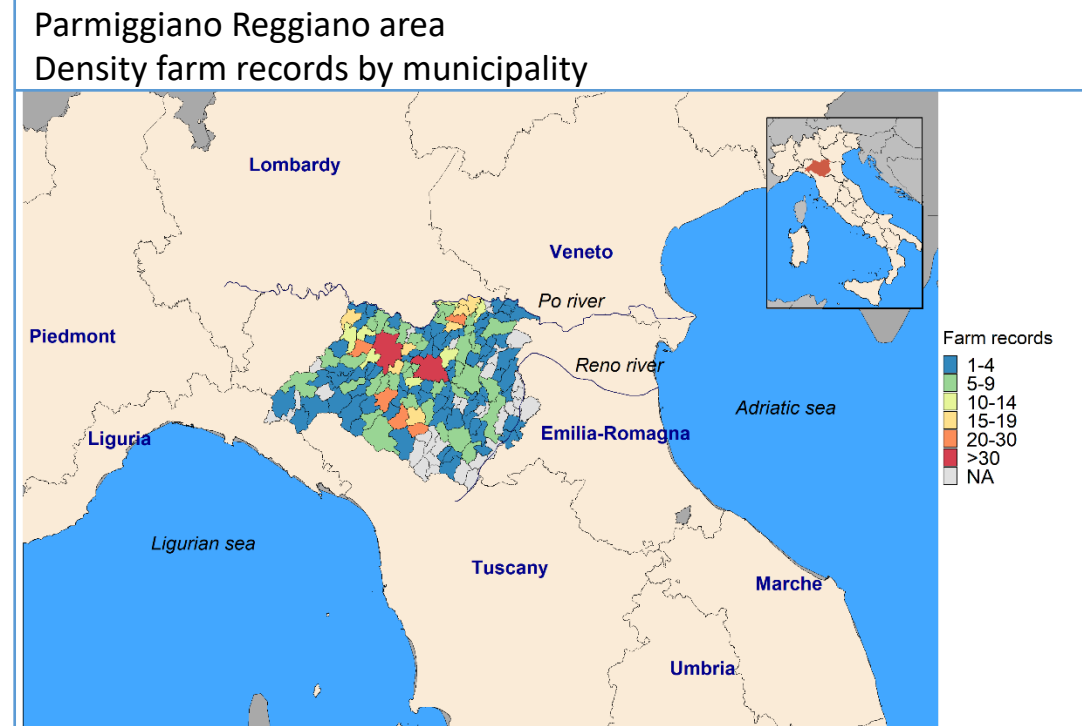 Parmiggiano Reggiano area
Density farm records by municipality
Lombardy
Veneto
Po river
Piedmont
Reno river
Farm records
1-4
5-9
10-14
15-19
20-30
>30
NA
Adriatic sea
Liguria
Emilia-Romagna
Ligurian sea
Tuscany
Marche
Umbria